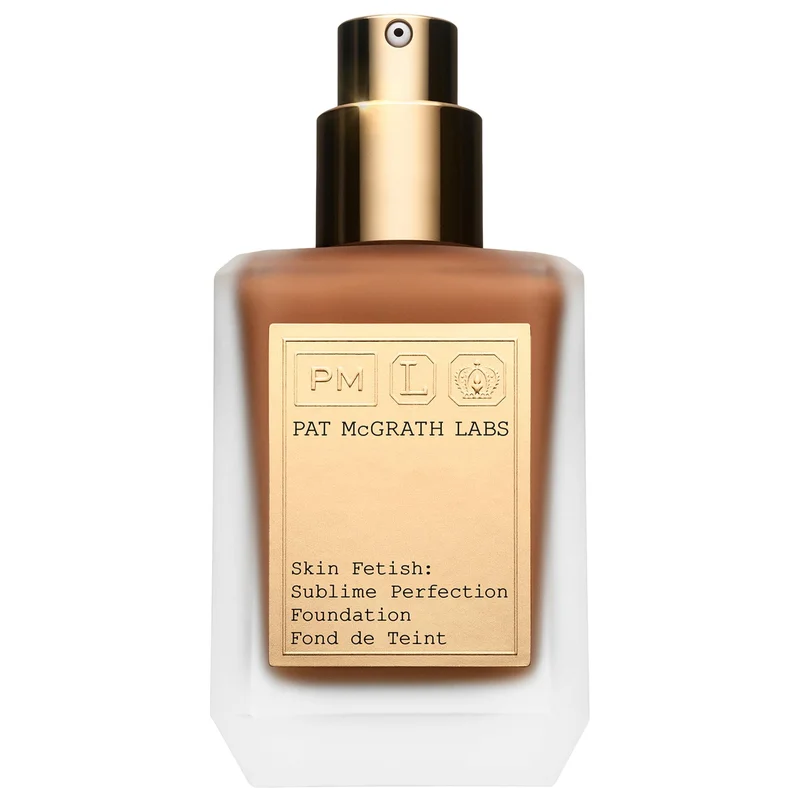 PM L
PAT McGRATH LABS
Skin Fetish:
Sublime Perfection
Foundation
Fond de Teint